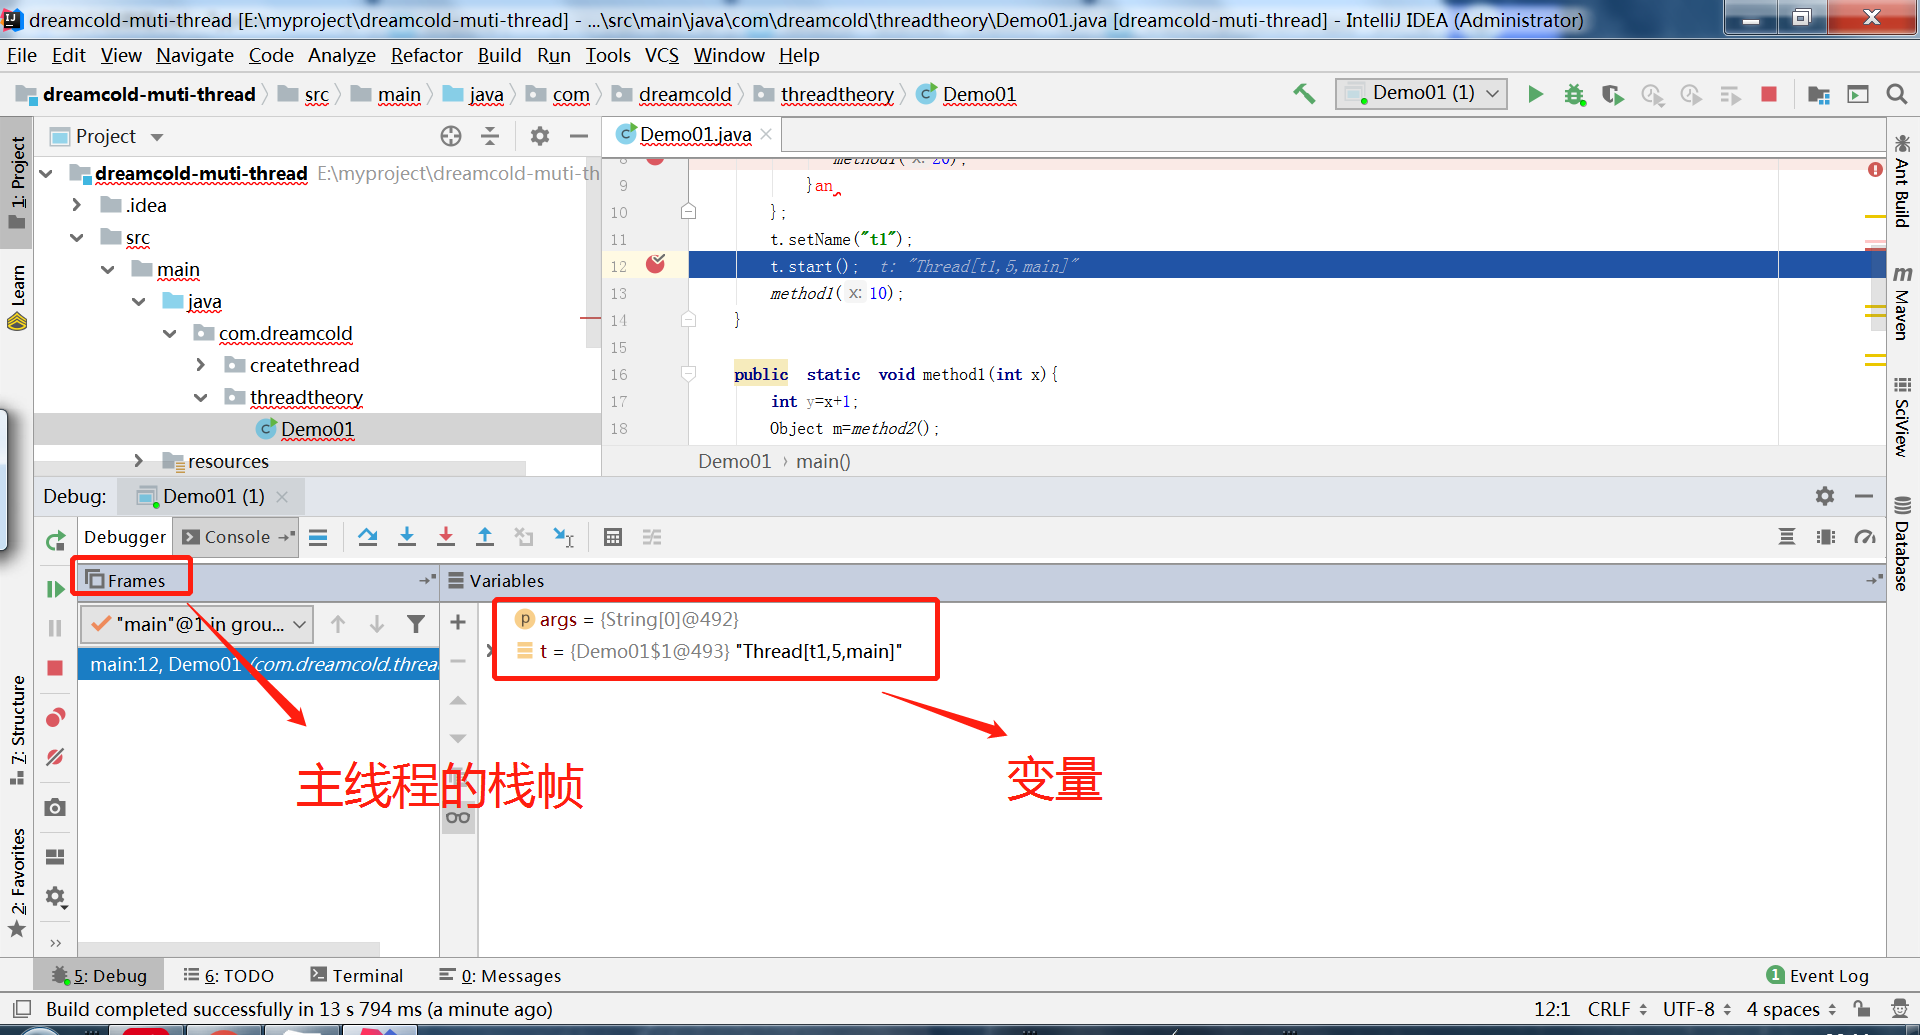 dreamcold-muti-thread [E:\myproject\dreamcold-muti-thread] - ...\src\main\java\com\dreamcold\threadtheory\Demo01.java [dreamcold-muti-thread] - IntelliJ IDEA (Administrator)
File Edit View Navigate Code Analyze Refactor Build Run Tools VCS Window Help
dreamcold-muti-thread src main java com dreamcold threadtheory Demo01
Demo01 (1)
Project
Demo01.java
dreamcold-muti-thread E:\myproject\dreamcold-muti-th
.idea
src
main
java
com.dreamcold
createthread
threadtheory
Demo01
resources
8 method1( x: 20);
9 }an
10 };
11 t.setName("t1");
12 t.start(); t: "Thread[t1,5,main]"
13 method1( x: 10);
14 }
15
16 public static void method1(int x){
17 int y=x+1;
18 Object m=method2();
Demo01 › main()
1: Project
Learn
7: Structure
2: Favorites
Ant Build
Maven
SciView
Database
Debug: Demo01 (1)
Debugger Console
Frames
Variables
"main"@1 in grou...
main:12, Demo01 (com.dreamcold.threa
args = {String[0]@492}
t = {Demo01$1@493} "Thread[t1,5,main]"
主线程的栈帧
变量
5: Debug 6: TODO Terminal 0: Messages
1 Event Log
Build completed successfully in 13 s 794 ms (a minute ago)
12:1 CRLF UTF-8 4 spaces